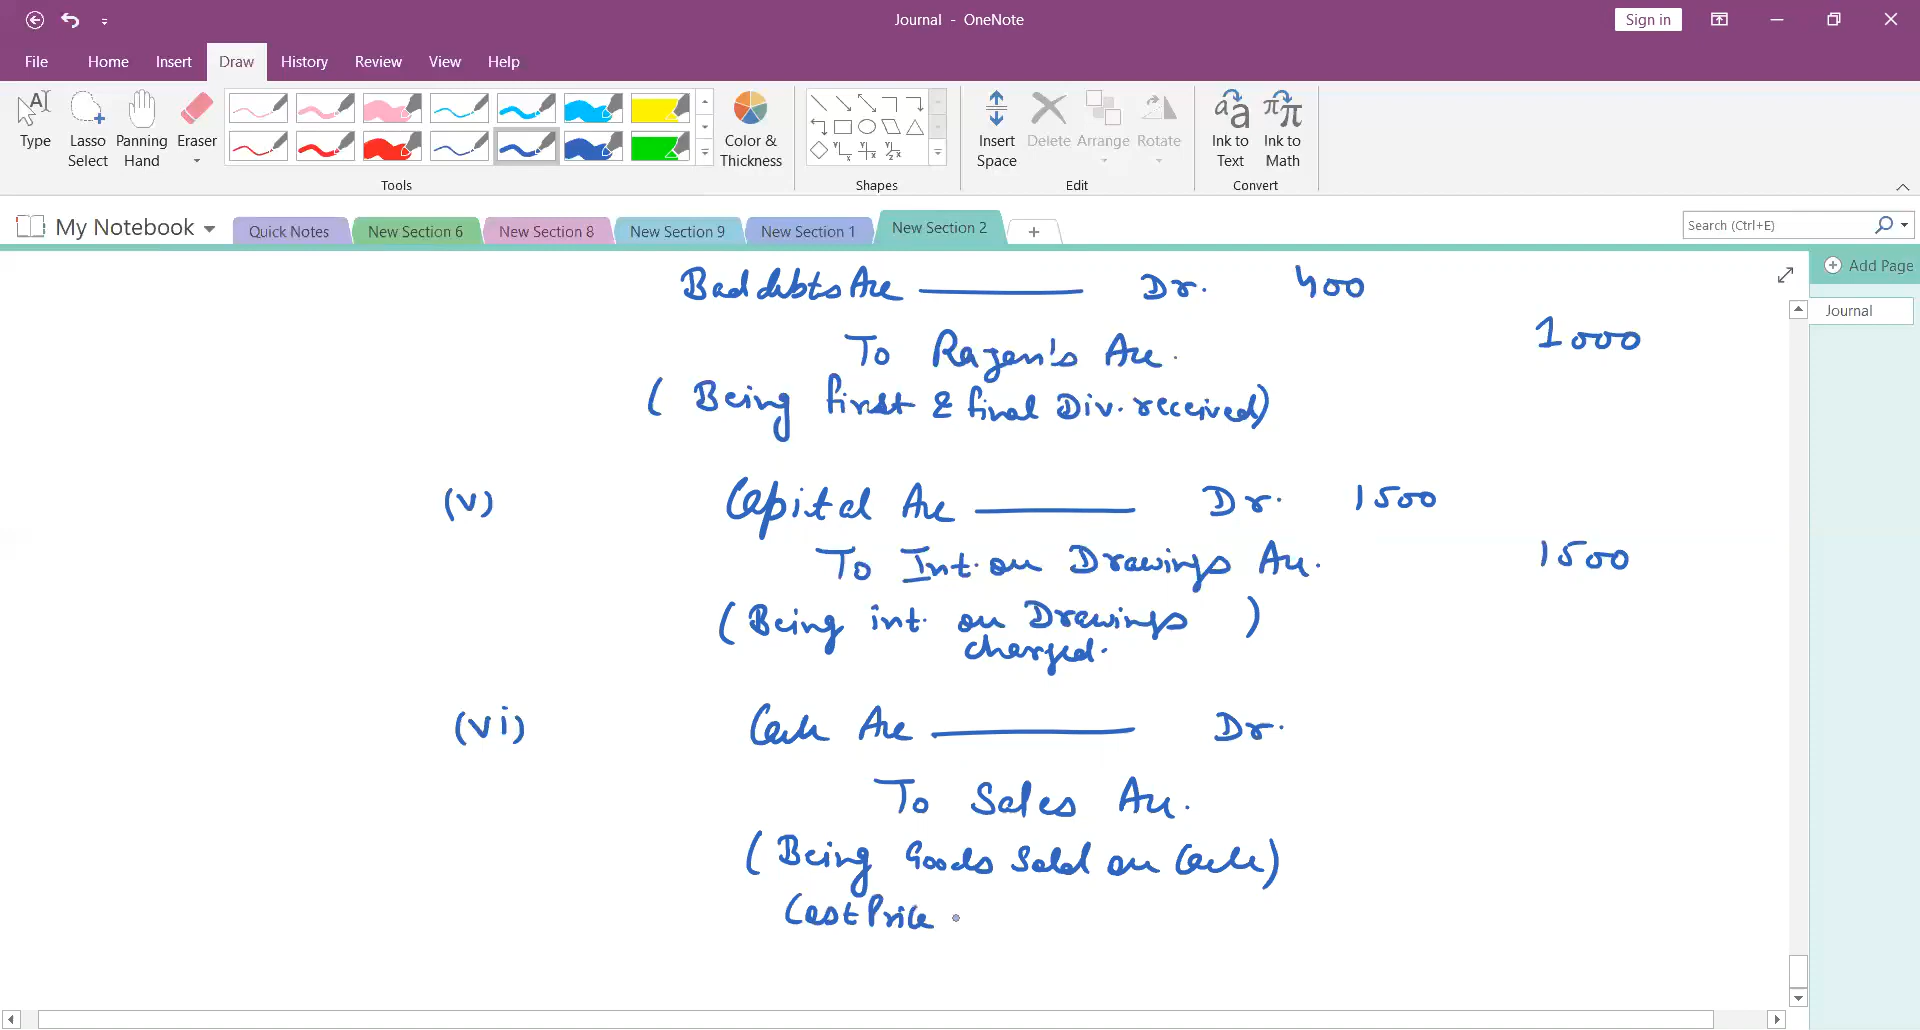 Journal - OneNote
Sign in
File Home Insert Draw History Review View Help
Type
Lasso Select
Panning Hand
Eraser
Color & Thickness
Insert Space
Delete
Arrange
Rotate
Ink to Text
Ink to Math
Tools
Shapes
Edit
Convert
My Notebook
Quick Notes
New Section 6
New Section 8
New Section 9
New Section 1
New Section 2
Search (Ctrl+E)
Add Page
Journal
Bad debts A/c Dr. 400
To Rajen's A/c. 1000
(Being first & final Div. received)
(v) Capital A/c Dr. 1500
To Int. on Drawings A/c. 1500
(Being int. on Drawings )
charged.
(vi) Cash A/c Dr.
To Sales A/c.
(Being Goods Sold on Cash)
Cost Price